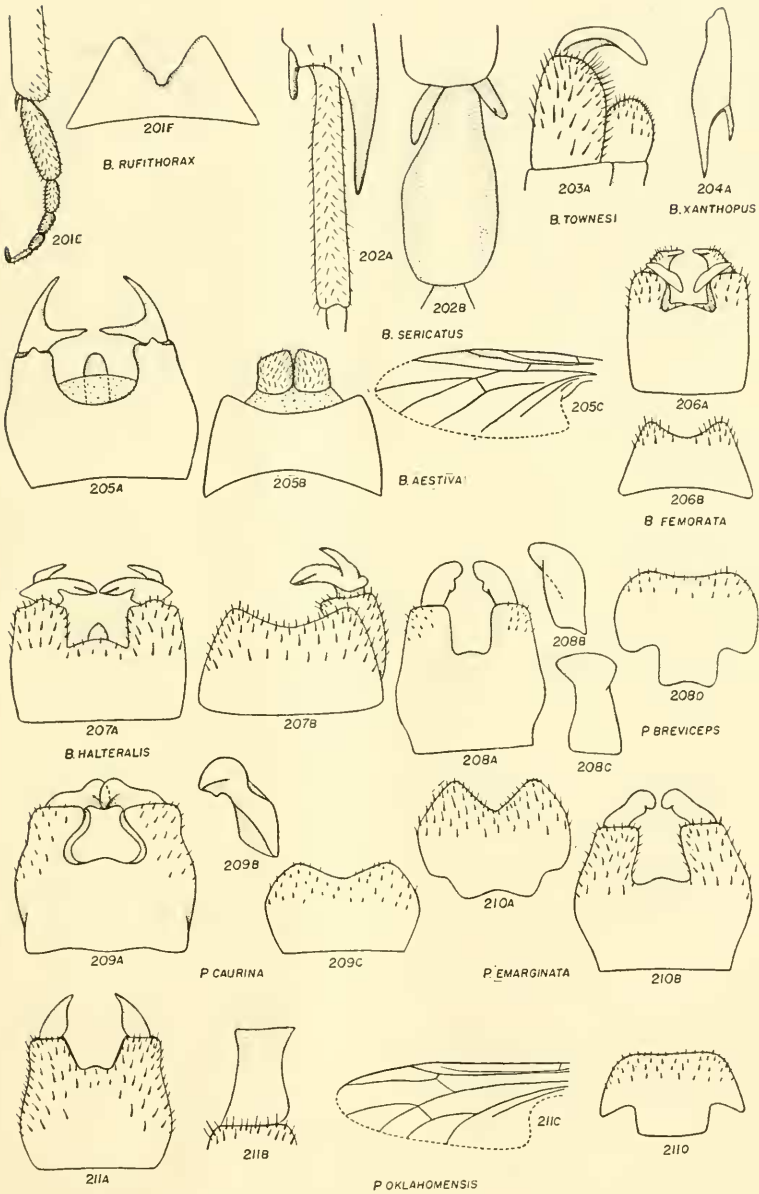 201F
B. RUFITHORAX
201C
202A
202B
B. SERICATUS
203A
B. TOWNESI
204A
B. XANTHOPUS
205A
205B
205C
B. AESTIVA
206A
206B
B FEMORATA
207A
207B
B. HALTERALIS
208A
208B
208C
208D
P BREVICEPS
209A
209B
209C
P CAURINA
210A
P. EMARGINATA
210B
211A
211B
211C
211D
P OKLAHOMENSIS